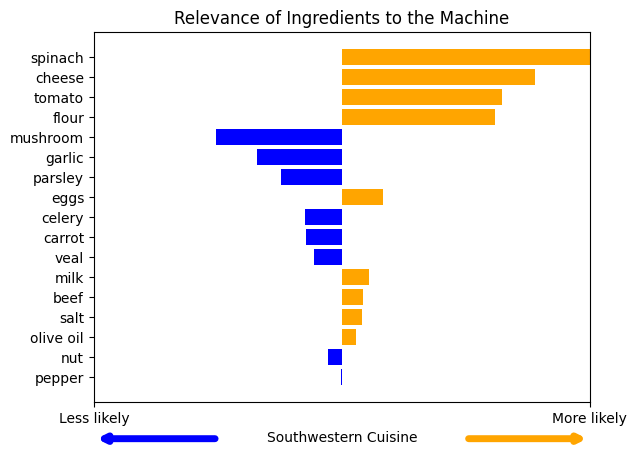 Relevance of Ingredients to the Machine
spinach
cheese
tomato
flour
mushroom
garlic
parsley
eggs
celery
carrot
veal
milk
beef
salt
olive oil
nut
pepper
Less likely
More likely
Southwestern Cuisine